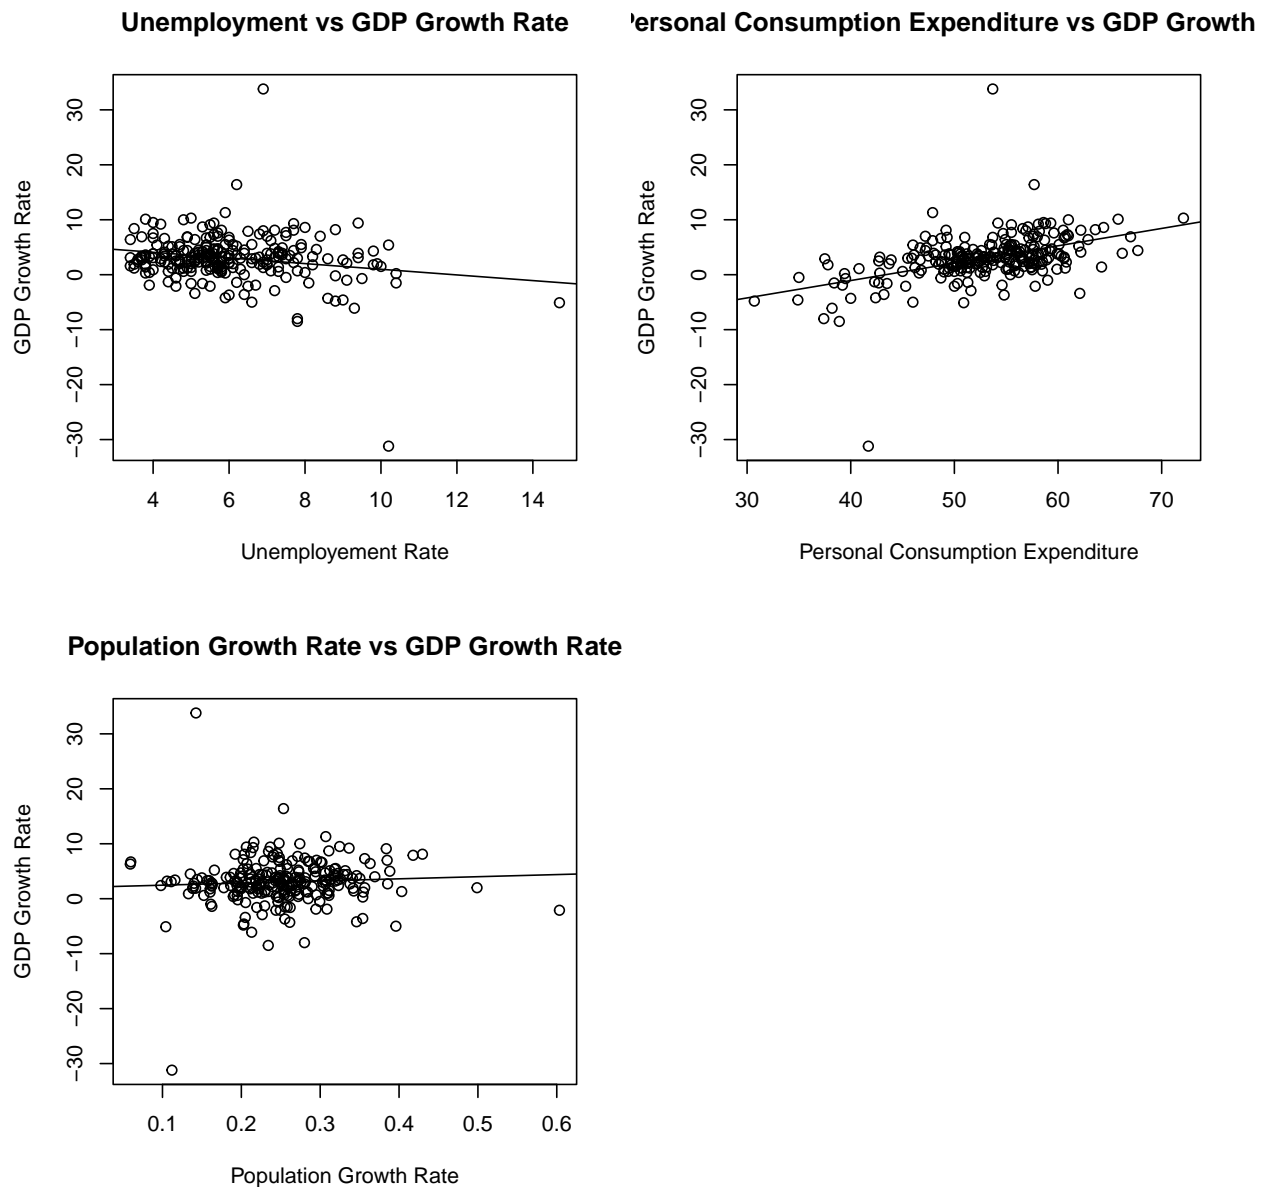 Unemployment vs GDP Growth Rate
30
20
10
0
−10
−20
−30
GDP Growth Rate
4 6 8 10 12 14
Unemployement Rate
Personal Consumption Expenditure vs GDP Growth
30
20
10
0
−10
−20
−30
GDP Growth Rate
30 40 50 60 70
Personal Consumption Expenditure
Population Growth Rate vs GDP Growth Rate
30
20
10
0
−10
−20
−30
GDP Growth Rate
0.1 0.2 0.3 0.4 0.5 0.6
Population Growth Rate